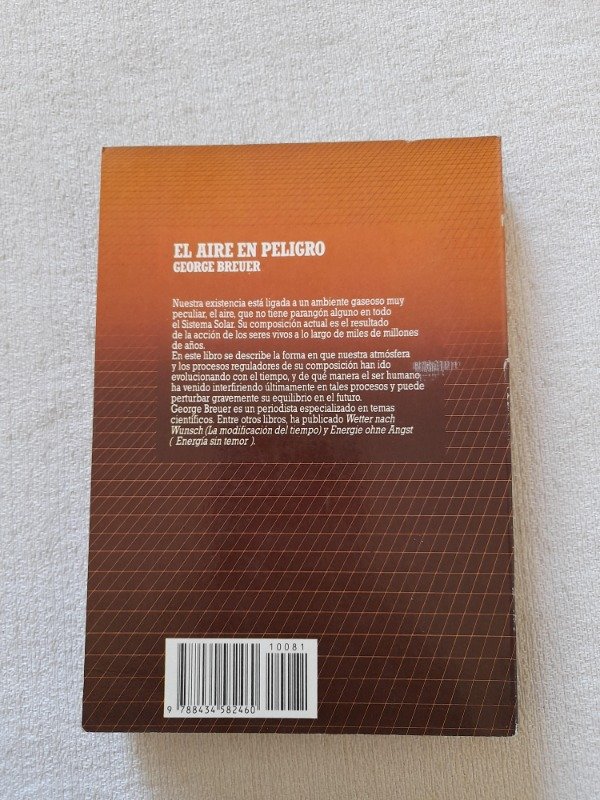 EL AIRE EN PELIGRO
GEORGE BREUER
Nuestra existencia está ligada a un ambiente gaseoso muy
peculiar, el aire, que no tiene parangón alguno en todo
el Sistema Solar. Su composición actual es el resultado
de la acción de los seres vivos a lo largo de miles de millones
de años.
En este libro se describe la forma en que nuestra atmósfera
y los procesos reguladores de su composición han ido
evolucionando con el tiempo, y de qué manera el ser humano
ha venido interfiriendo últimamente en tales procesos y puede
perturbar gravemente su equilibrio en el futuro.
George Breuer es un periodista especializado en temas
científicos. Entre otros libros, ha publicado Wetter nach
Wunsch (La modificación del tiempo) y Energie ohne Angst
( Energía sin temor ).
10081
9 788434 582460